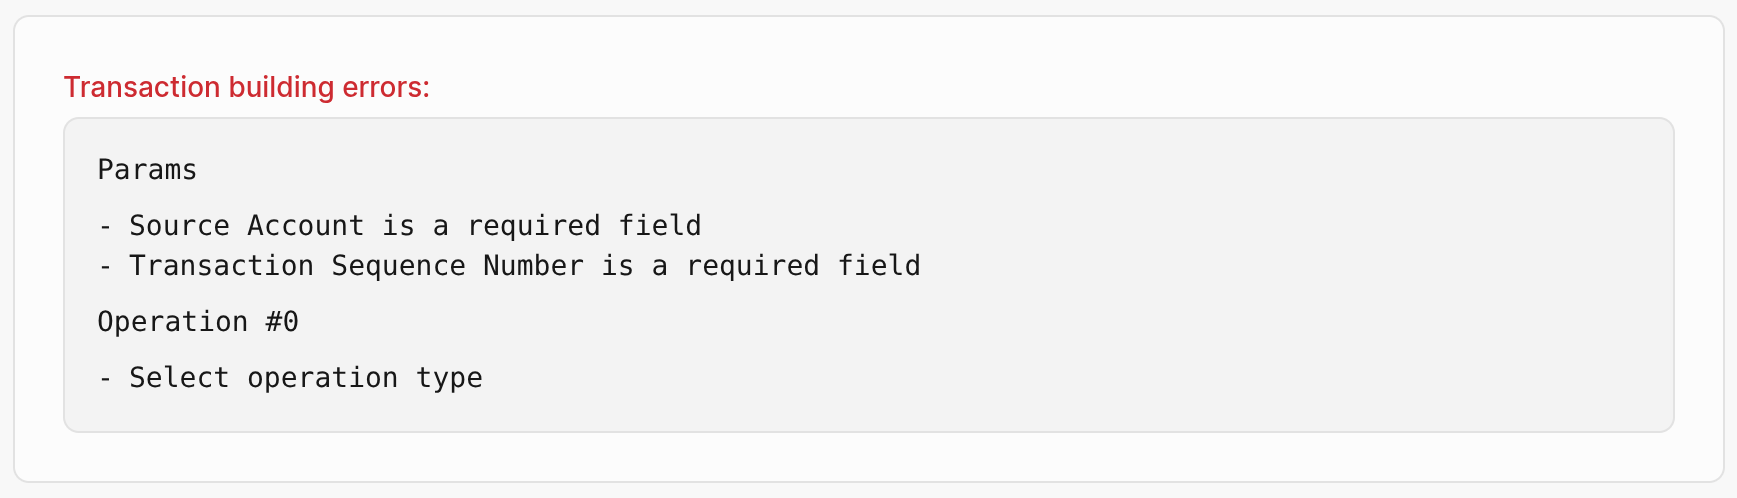 Transaction building errors:
Params
- Source Account is a required field
- Transaction Sequence Number is a required field
Operation #0
- Select operation type